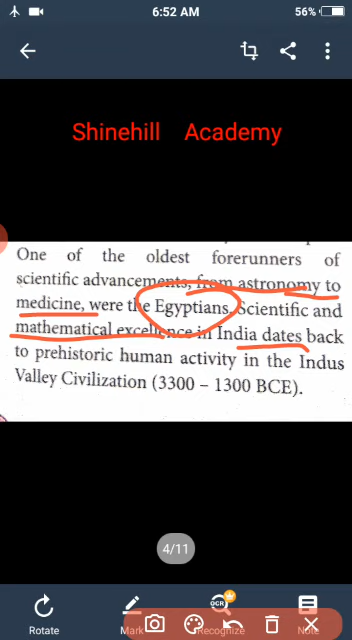 6:52 AM
56%
Shinehill Academy
One of the oldest forerunners of
scientific advancements, from astronomy to
medicine, were the Egyptians. Scientific and
mathematical excellence in India dates back
to prehistoric human activity in the Indus
Valley Civilization (3300 – 1300 BCE).
4/11
OCR
Rotate
Mark
Recognize
Note